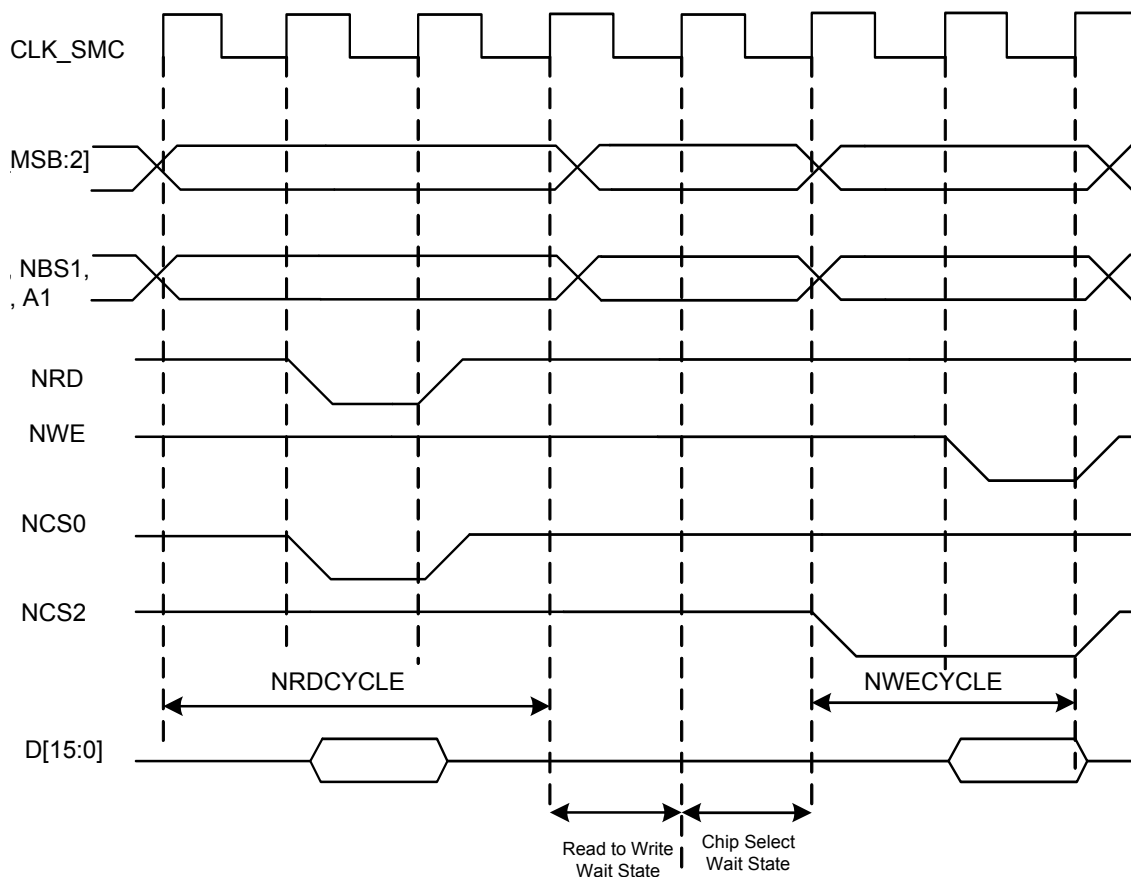 CLK_SMC
MSB:2]
, NBS1,
, A1
NRD
NWE
NCS0
NCS2
NRDCYCLE
NWECYCLE
D[15:0]
Read to Write
Wait State
Chip Select
Wait State